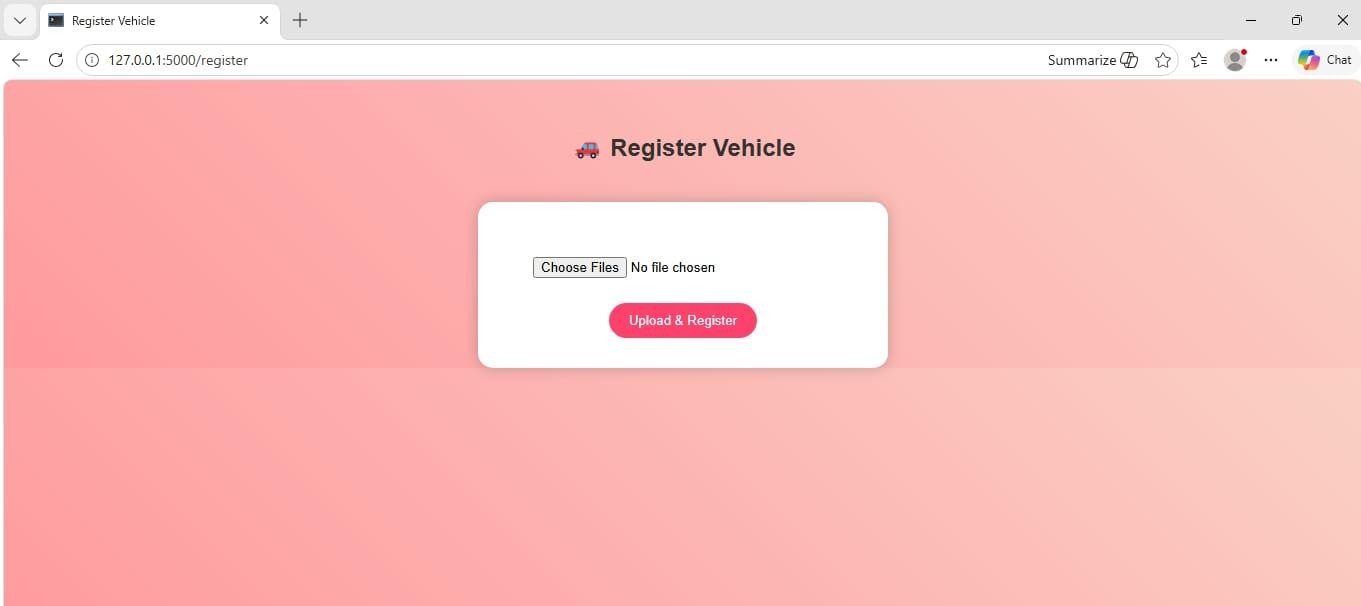 Register Vehicle
127.0.0.1:5000/register
Summarize
Chat
🚗 Register Vehicle
Choose Files No file chosen
Upload & Register